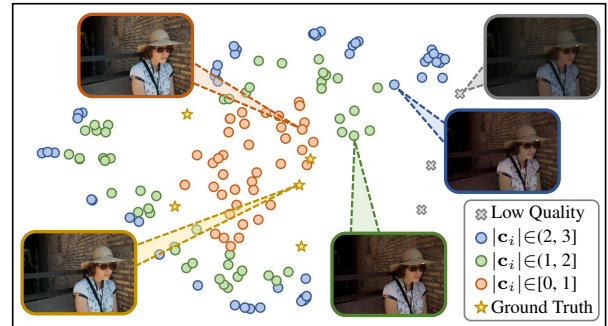 Low Quality
|c_i|∈(2, 3]
|c_i|∈(1, 2]
|c_i|∈[0, 1]
Ground Truth